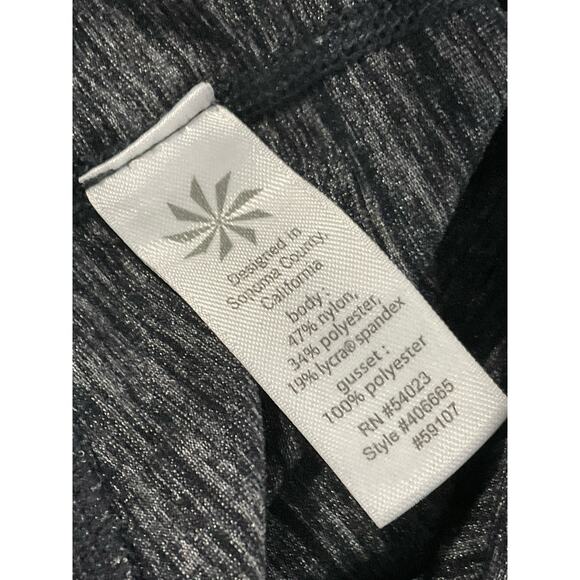 Designed in
Sonoma County,
California
body :
47% nylon,
34% polyester,
19% lycra®spandex
gusset :
100% polyester
RN #54023
Style #406665
#59107